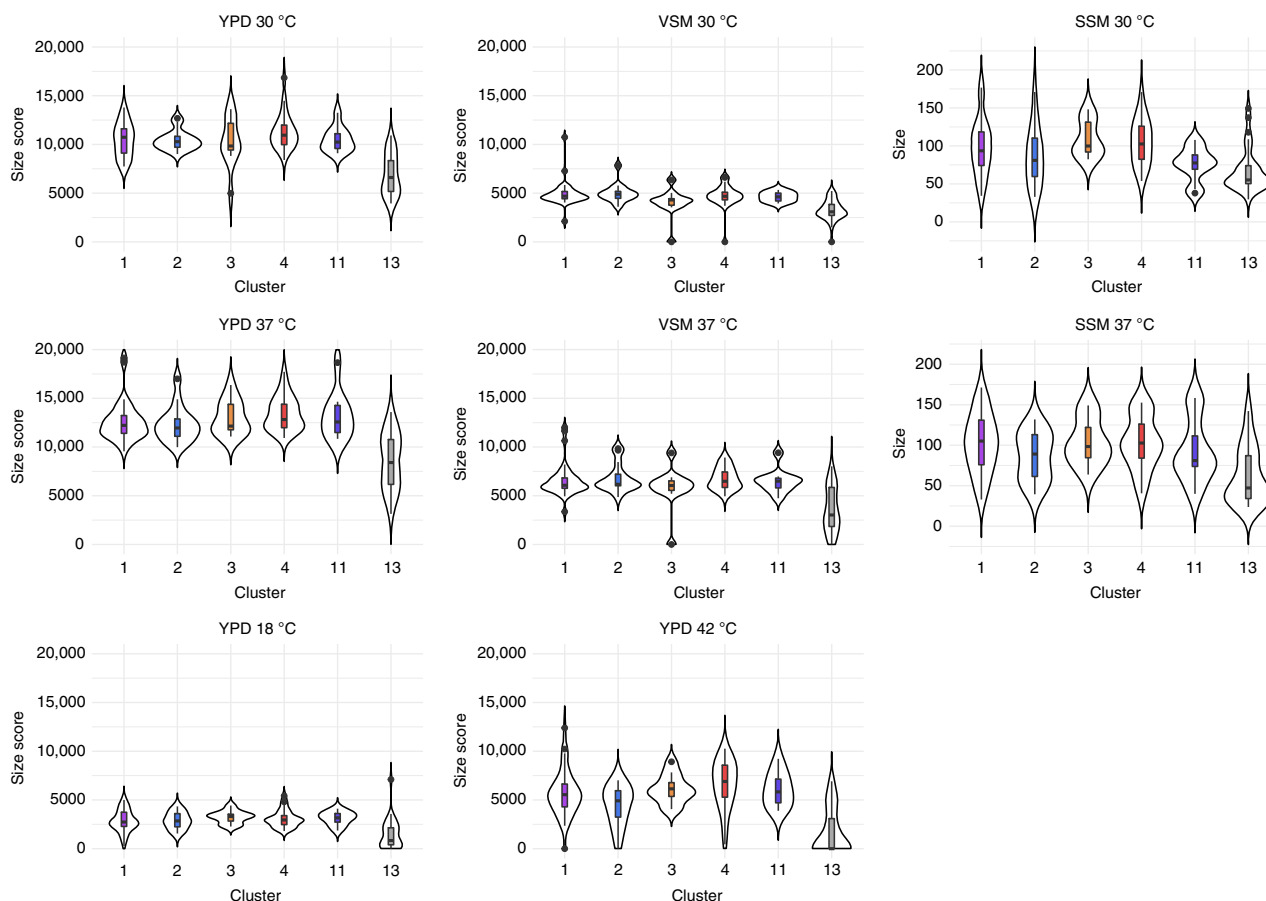 YPD 30 °C
20,000
15,000
10,000
5000
0
Size score
1 2 3 4 11 13
Cluster
VSM 30 °C
20,000
15,000
10,000
5000
0
Size score
1 2 3 4 11 13
Cluster
SSM 30 °C
200
150
100
50
0
Size
1 2 3 4 11 13
Cluster
YPD 37 °C
20,000
15,000
10,000
5000
0
Size score
1 2 3 4 11 13
Cluster
VSM 37 °C
20,000
15,000
10,000
5000
0
Size score
1 2 3 4 11 13
Cluster
SSM 37 °C
200
150
100
50
0
Size
1 2 3 4 11 13
Cluster
YPD 18 °C
20,000
15,000
10,000
5000
0
Size score
1 2 3 4 11 13
Cluster
YPD 42 °C
20,000
15,000
10,000
5000
0
Size score
1 2 3 4 11 13
Cluster